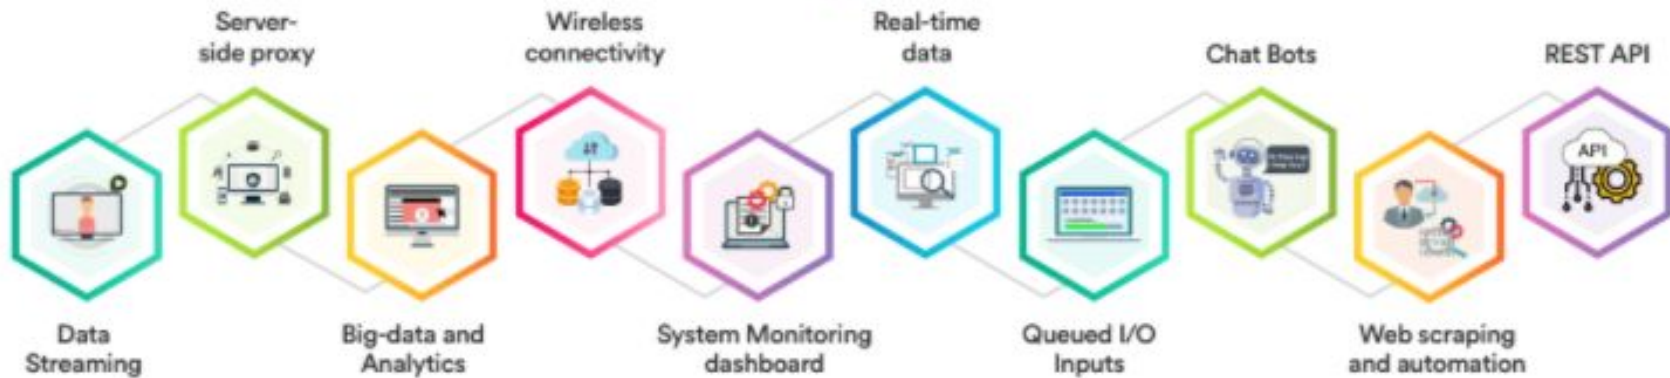 Server-
side proxy
Wireless
connectivity
Real-time
data
Chat Bots
REST API
API
Data
Streaming
Big-data and
Analytics
System Monitoring
dashboard
Queued I/O
Inputs
Web scraping
and automation